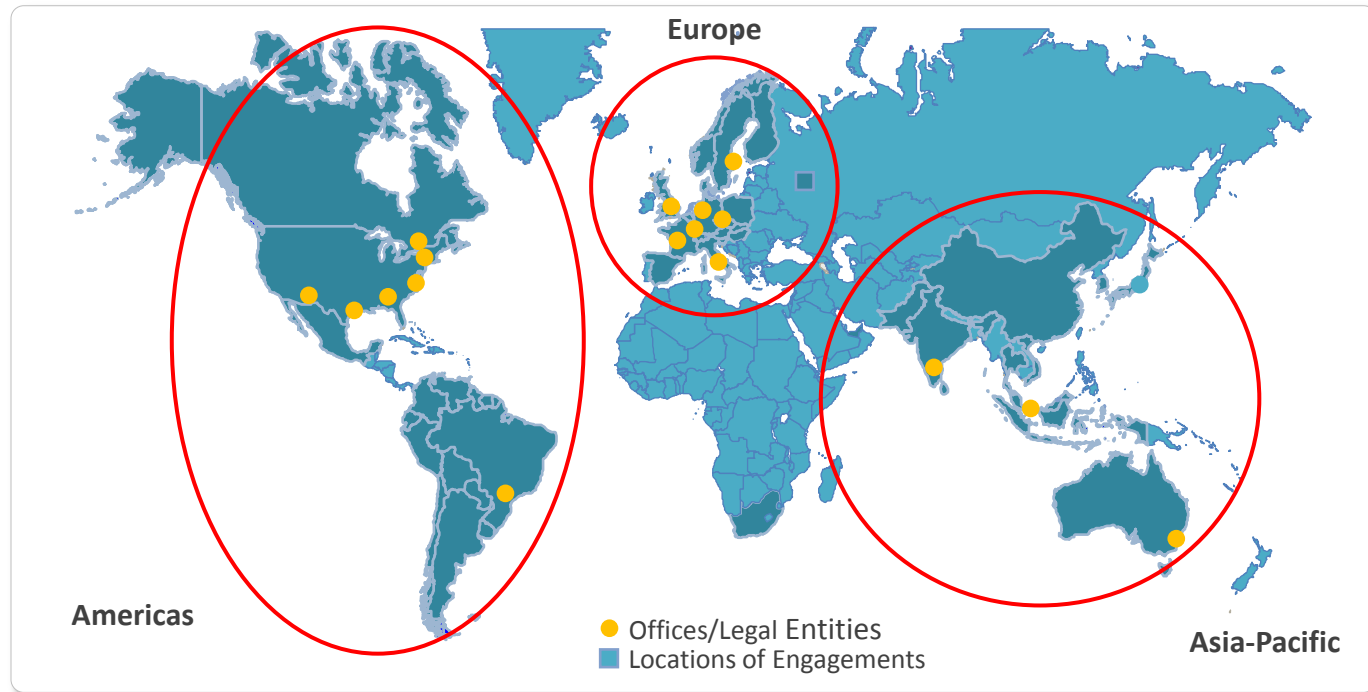 Europe
Americas
Offices/Legal Entities
Locations of Engagements
Asia-Pacific